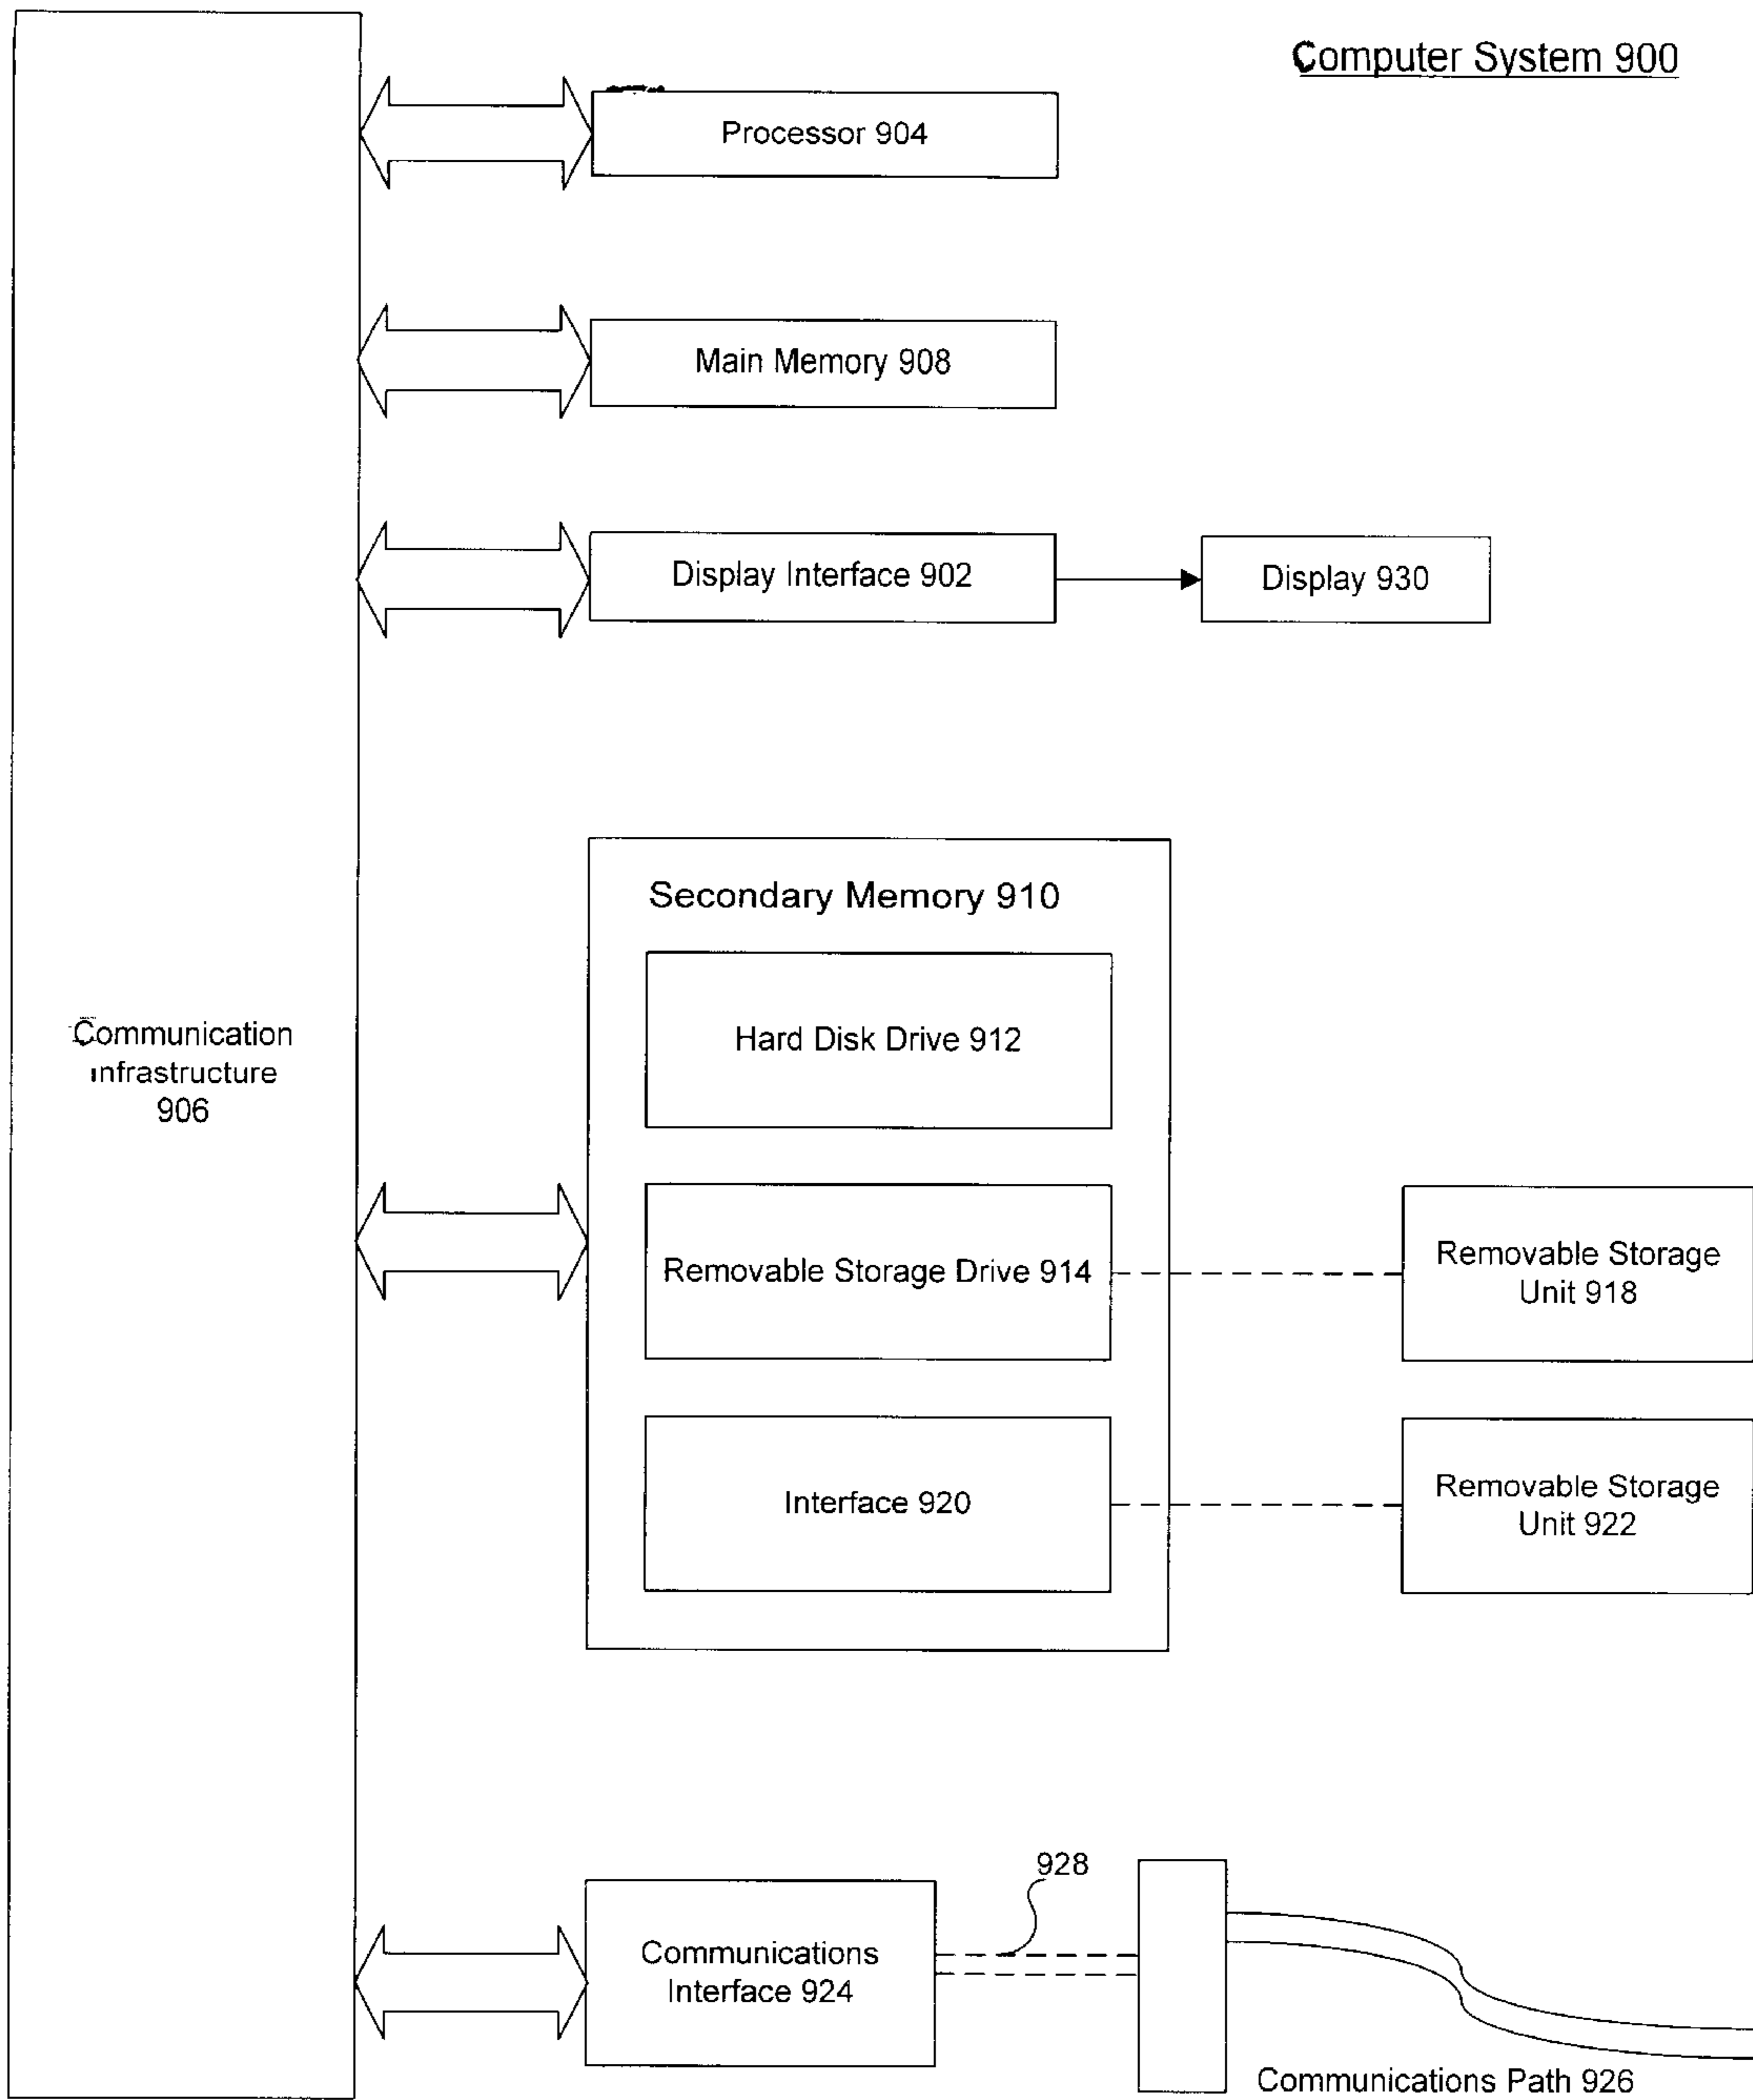 Computer System 900
Processor 904
Main Memory 908
Display Interface 902
Display 930
Secondary Memory 910
Hard Disk Drive 912
Communication
Infrastructure
906
Removable Storage Drive 914
Removable Storage
Unit 918
Interface 920
Removable Storage
Unit 922
928
Communications
Interface 924
Communications Path 926